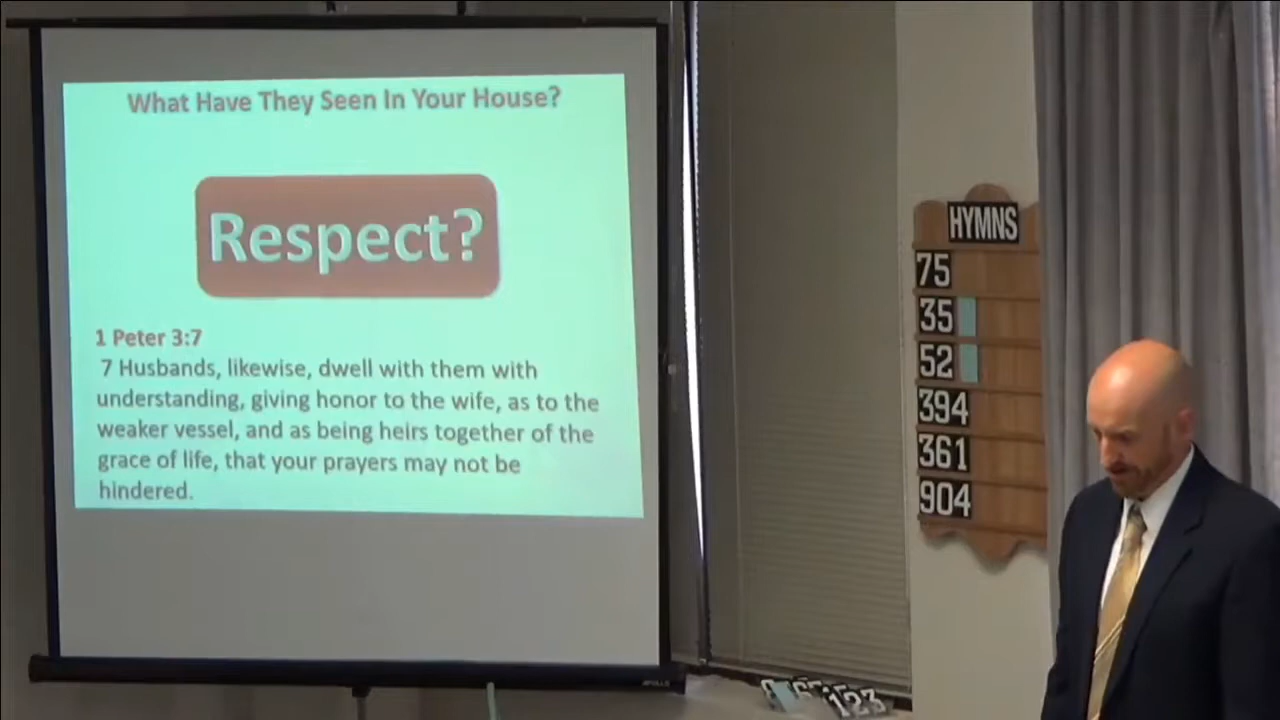 What Have They Seen In Your House?
Respect?
1 Peter 3:7
7 Husbands, likewise, dwell with them with
understanding, giving honor to the wife, as to the
weaker vessel, and as being heirs together of the
grace of life, that your prayers may not be
hindered.
HYMNS
75
35
52
394
361
904
APOLLO
123